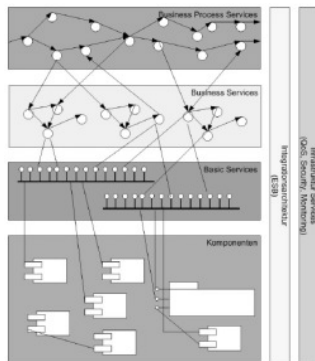 Business Process Services
Business Services
Basic Services
Komponenten
Integrationsarchitektur
(ESB)
Infrastruktur Services
(QoS, Security, Monitoring)